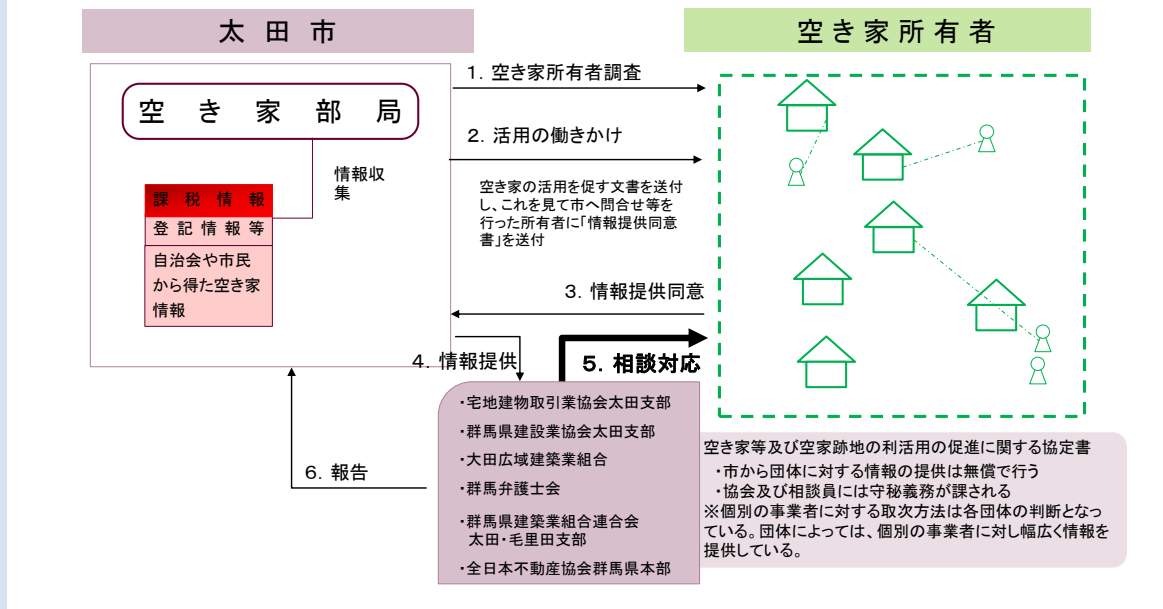 太田市
空き家所有者
空き家部局
情報収
集
課税情報
登記情報等
自治会や市民
から得た空き家
情報
1．空き家所有者調査
2．活用の働きかけ
空き家の活用を促す文書を送付
し、これを見て市へ問合せ等を
行った所有者に「情報提供同意
書」を送付
3．情報提供同意
4．情報提供
5．相談対応
6．報告
・宅地建物取引業協会太田支部
・群馬県建設業協会太田支部
・大田広域建築業組合
・群馬弁護士会
・群馬県建築業組合連合会
太田・毛里田支部
・全日本不動産協会群馬県本部
空き家等及び空家跡地の利活用の促進に関する協定書
・市から団体に対する情報の提供は無償で行う
・協会及び相談員には守秘義務が課される
※個別の事業者に対する取次方法は各団体の判断となっ
ている。団体によっては、個別の事業者に対し幅広く情報を
提供している。